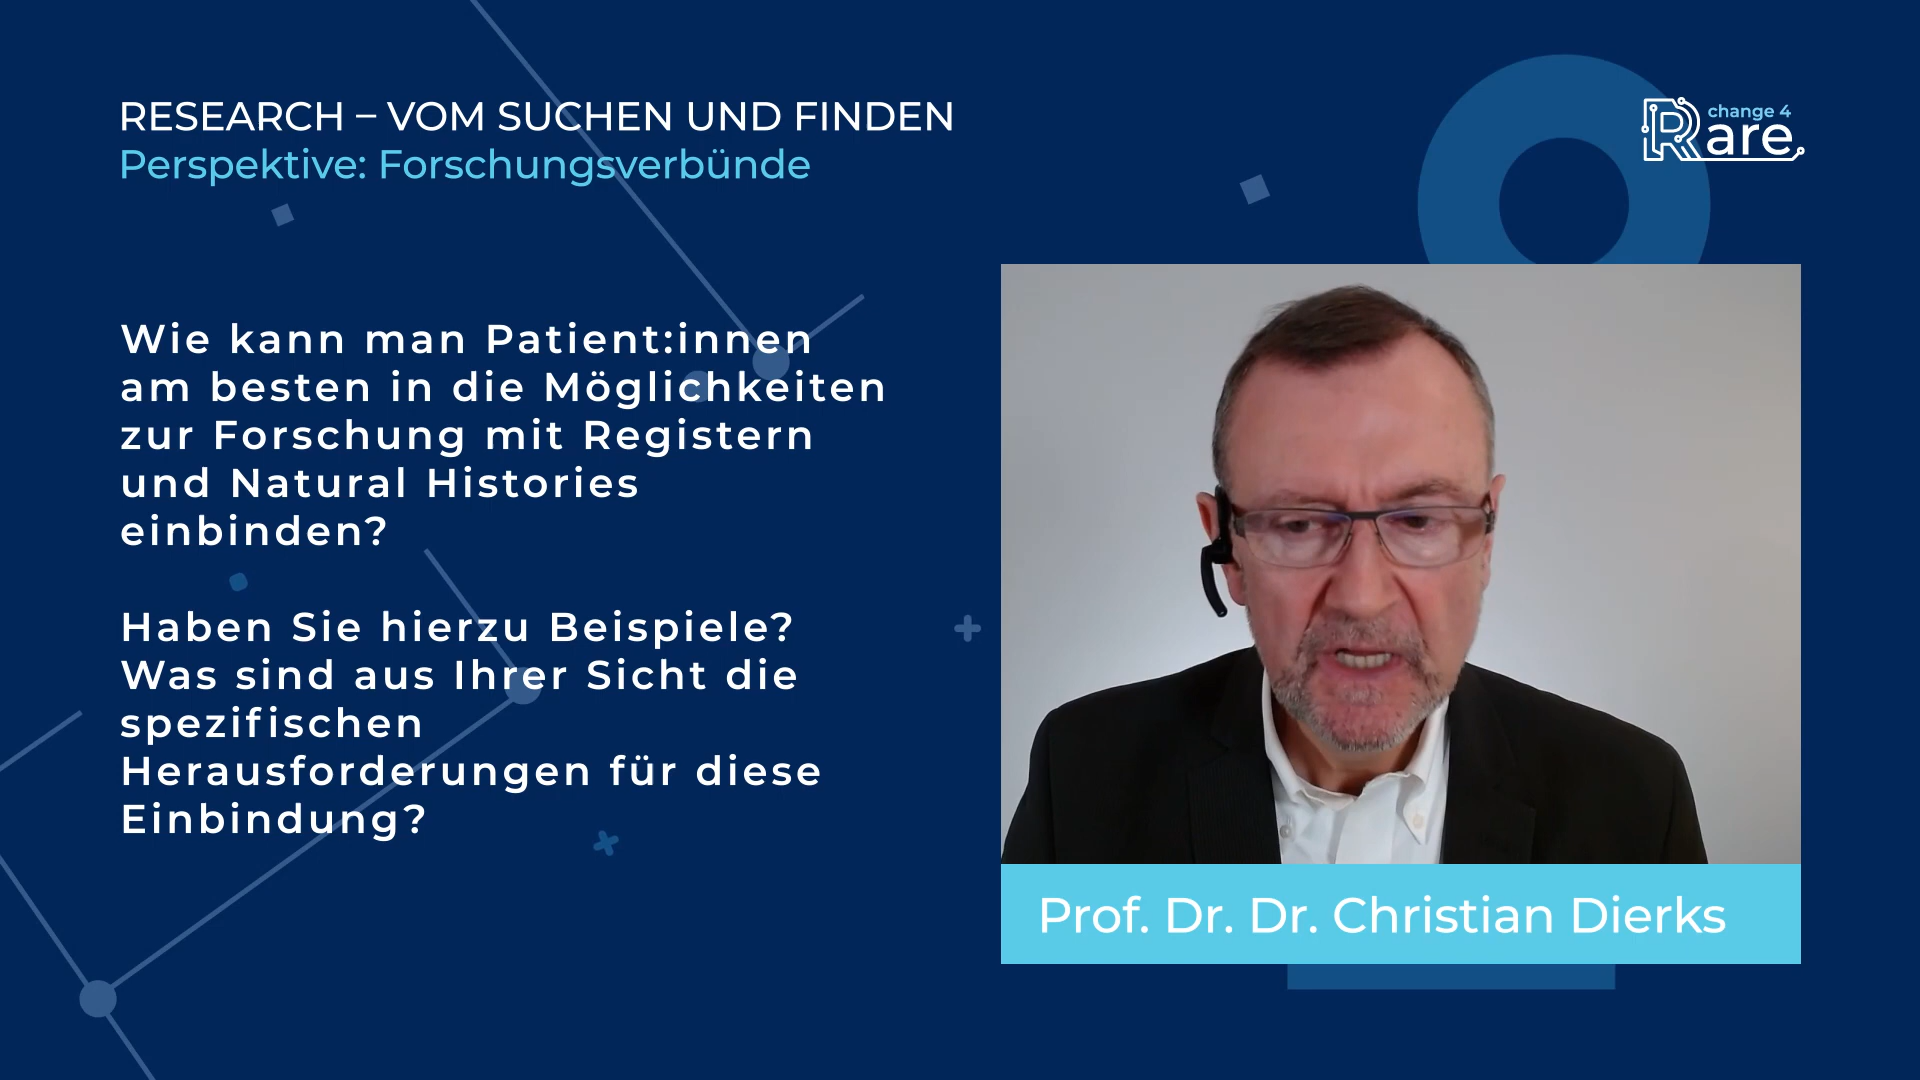 RESEARCH – VOM SUCHEN UND FINDEN
Perspektive: Forschungsverbünde
change 4
Rare
Wie kann man Patient:innen
am besten in die Möglichkeiten
zur Forschung mit Registern
und Natural Histories
einbinden?
Haben Sie hierzu Beispiele?
Was sind aus Ihrer Sicht die
spezifischen
Herausforderungen für diese
Einbindung?
Prof. Dr. Dr. Christian Dierks